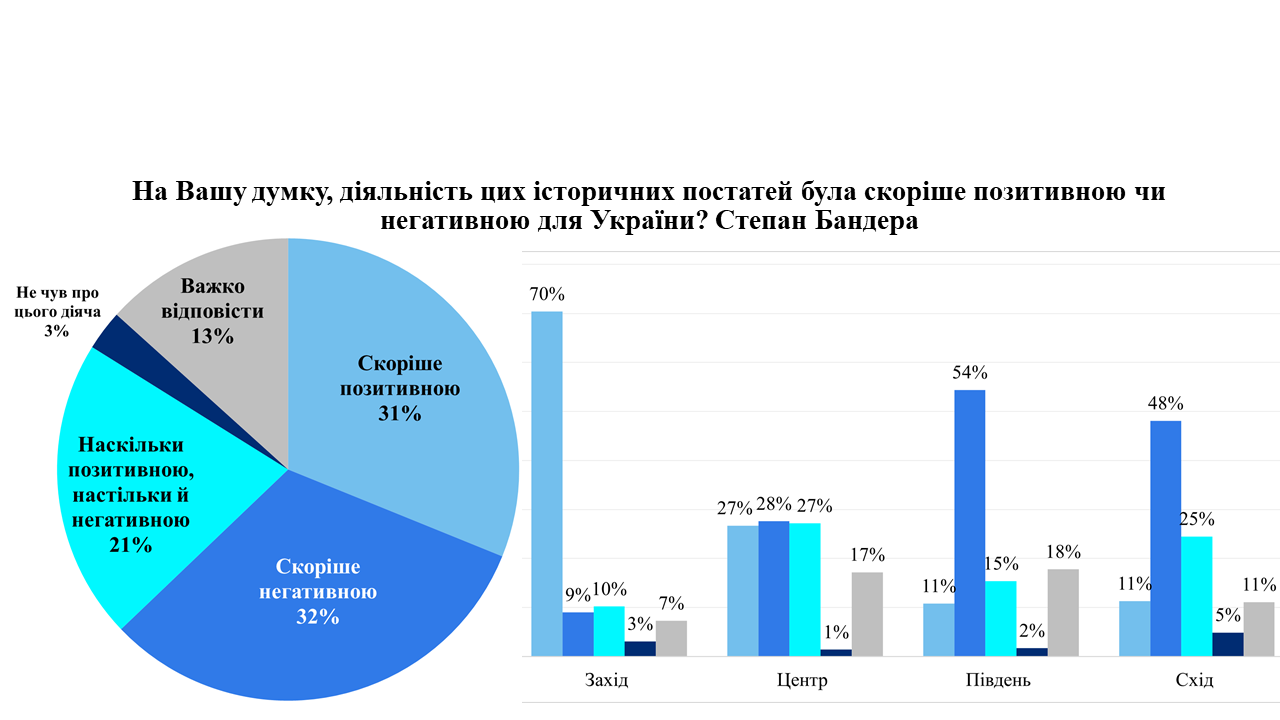 На Вашу думку, діяльність цих історичних постатей була скоріше позитивною чи
негативною для України? Степан Бандера
Не чув про
цього діяча
3%
Важко
відповісти
13%
Скоріше
позитивною
31%
Наскільки
позитивною,
настільки й
негативною
21%
Скоріше
негативною
32%
70%
9%
10%
3%
7%
27%
28%
27%
1%
17%
11%
54%
15%
2%
18%
11%
48%
25%
5%
11%
Захід
Центр
Південь
Схід